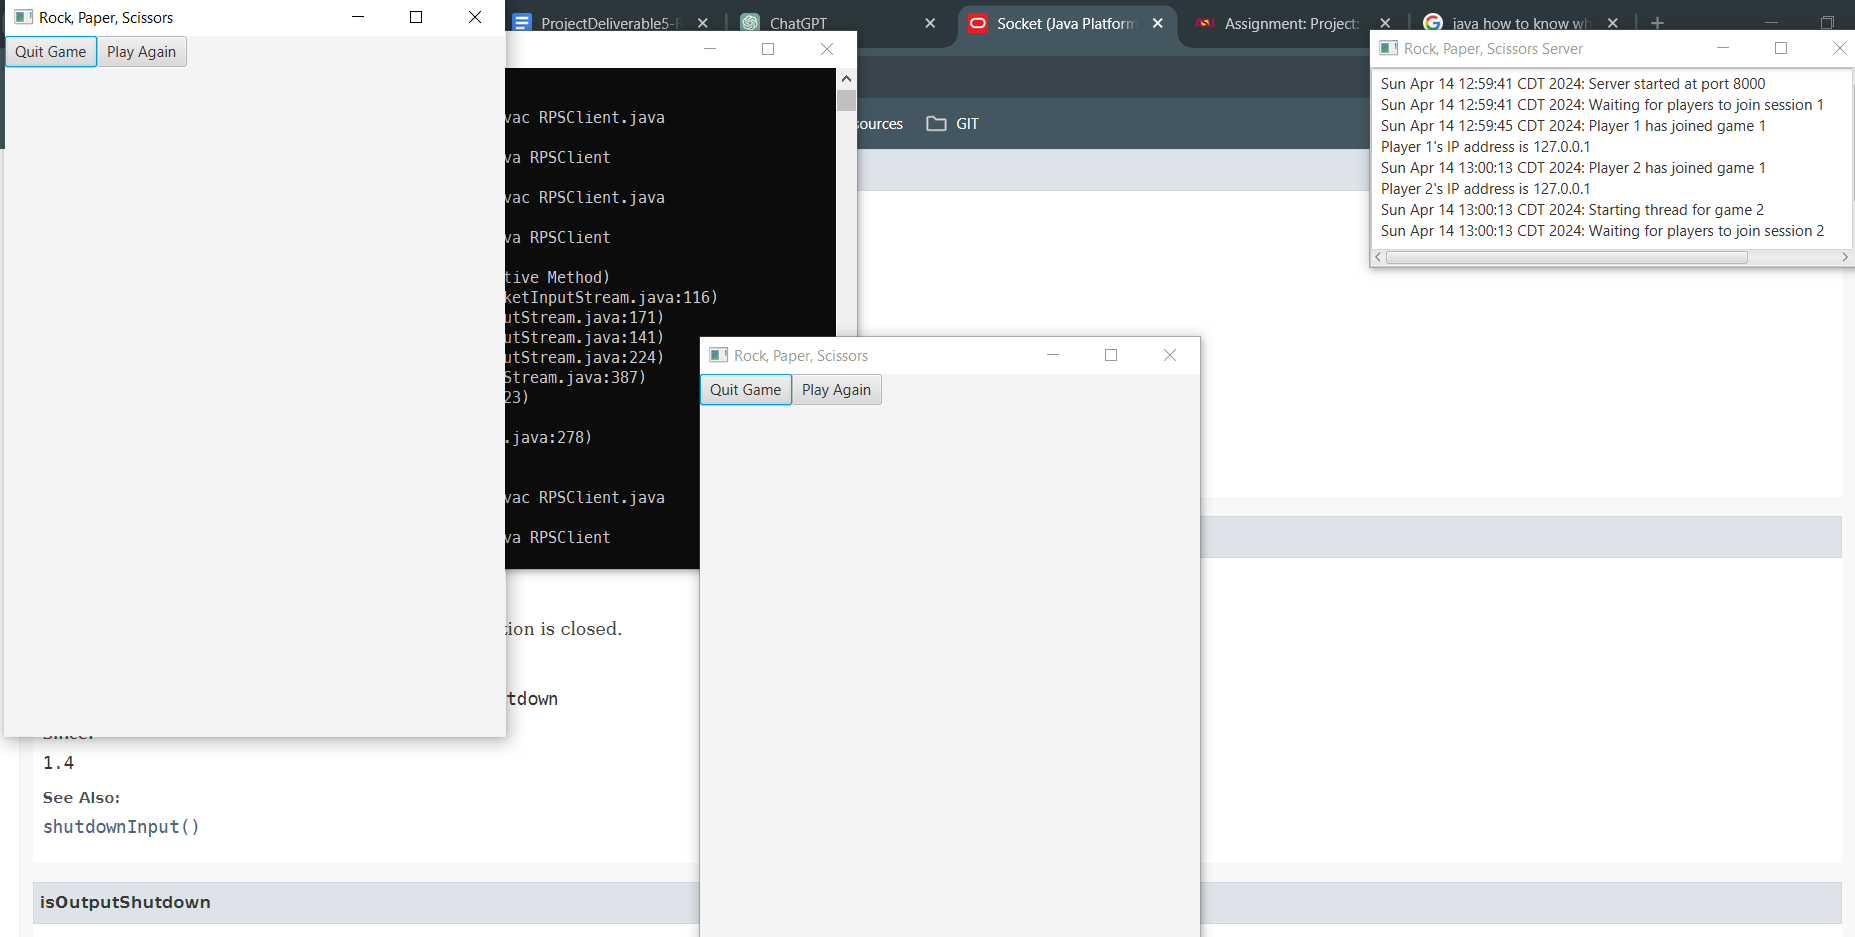 Rock, Paper, Scissors
Quit Game
Play Again
ProjectDeliverable5-
ChatGPT
Socket (Java Platform
Assignment: Project:
java how to know
sources
GIT
vac RPSClient.java
va RPSClient
vac RPSClient.java
va RPSClient
tive Method)
ketInputStream.java:116)
utStream.java:171)
utStream.java:141)
utStream.java:224)
Stream.java:387)
23)
.java:278)
vac RPSClient.java
va RPSClient
Rock, Paper, Scissors Server
Sun Apr 14 12:59:41 CDT 2024: Server started at port 8000
Sun Apr 14 12:59:41 CDT 2024: Waiting for players to join session 1
Sun Apr 14 12:59:45 CDT 2024: Player 1 has joined game 1
Player 1's IP address is 127.0.0.1
Sun Apr 14 13:00:13 CDT 2024: Player 2 has joined game 1
Player 2's IP address is 127.0.0.1
Sun Apr 14 13:00:13 CDT 2024: Starting thread for game 2
Sun Apr 14 13:00:13 CDT 2024: Waiting for players to join session 2
Rock, Paper, Scissors
Quit Game
Play Again
tion is closed.
tdown
1.4
See Also:
shutdownInput()
isOutputShutdown